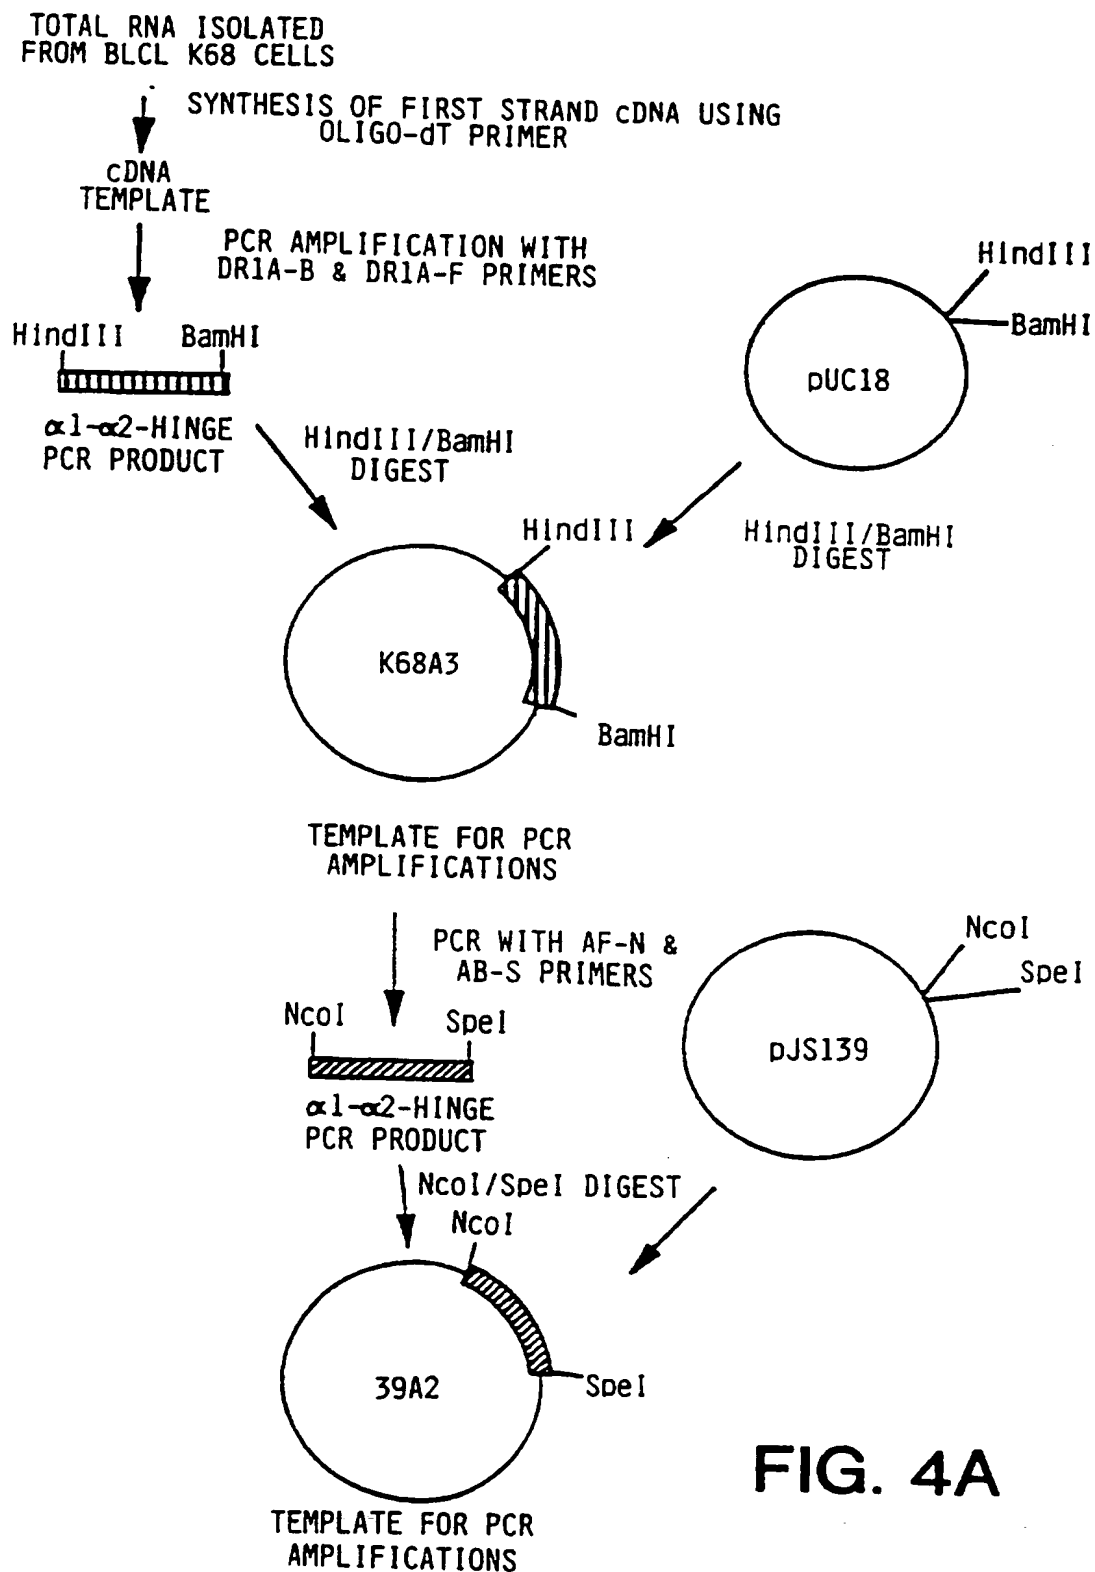 TOTAL RNA ISOLATED
FROM BLCL K68 CELLS
SYNTHESIS OF FIRST STRAND cDNA USING
OLIGO-dT PRIMER
cDNA
TEMPLATE
PCR AMPLIFICATION WITH
DR1A-B & DR1A-F PRIMERS
HindIII
BamHI
pUC18
HindIII BamHI
α1-α2-HINGE
PCR PRODUCT
HindIII/BamHI
DIGEST
HindIII/BamHI
DIGEST
HindIII
K68A3
BamHI
TEMPLATE FOR PCR
AMPLIFICATIONS
PCR WITH AF-N &
AB-S PRIMERS
NcoI
SpeI
pJS139
NcoI SpeI
α1-α2-HINGE
PCR PRODUCT
NcoI/SpeI DIGEST
NcoI
39A2
SpeI
TEMPLATE FOR PCR
AMPLIFICATIONS
FIG. 4A